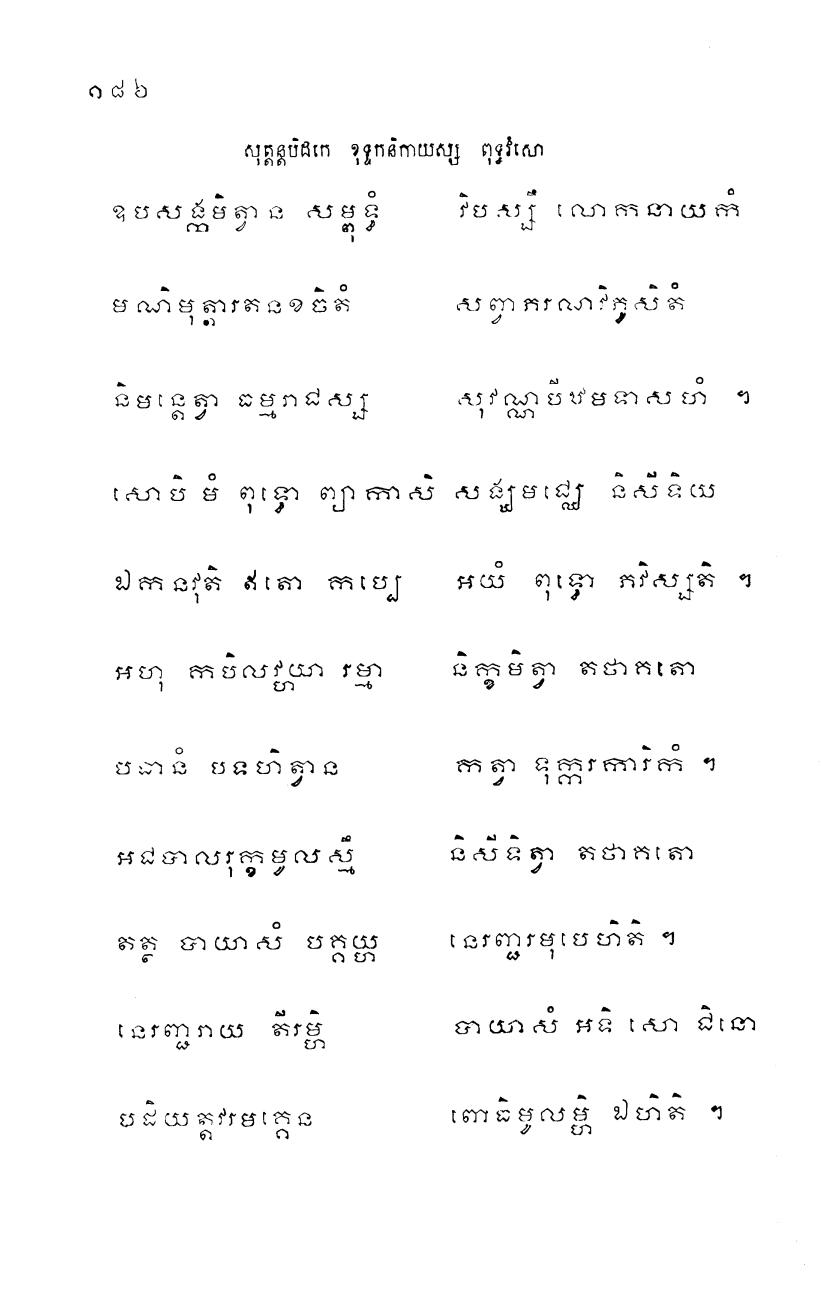 ១៨៦
សុត្តន្តបិដកេ ខុទ្ទកនិកាយស្ស ពុទ្ធវំសោ
ឧបសង្កមិត្វាន សម្ពុទ្ធំ វិបស្សឹ លោកនាយកំ
មណិមុត្តារតនខចិតំ សព្វាភរណវិភូសិតំ
និមន្តេត្វា ធម្មរាជស្ស សុវណ្ណបីឋមទាសហំ ។
សោបិ មំ ពុទ្ធោ ព្យាកាសិ សង្ឃមជ្ឈេ និសីទិយ
ឯកនវុតិ ឥតោ កប្បេ អយំ ពុទ្ធោ ភវិស្សតិ ។
អហុ កបិលវ្ហយា រម្មា និក្ខមិត្វា តថាគតោ
បធានំ បទហិត្វាន កត្វា ទុក្ករការិកំ ។
អជបាលរុក្ខមូលស្មឹ និសីទិត្វា តថាគតោ
តត្ថ បាយាសំ បគ្គយ្ហ នេរញ្ជរមុបេហិតិ ។
នេរញ្ជរាយ តីរម្ហិ បាយាសំ អទិ សោ ជិនោ
បដិយត្តវរមគ្គេន ពោធិមូលម្ហិ ឯហិតិ ។